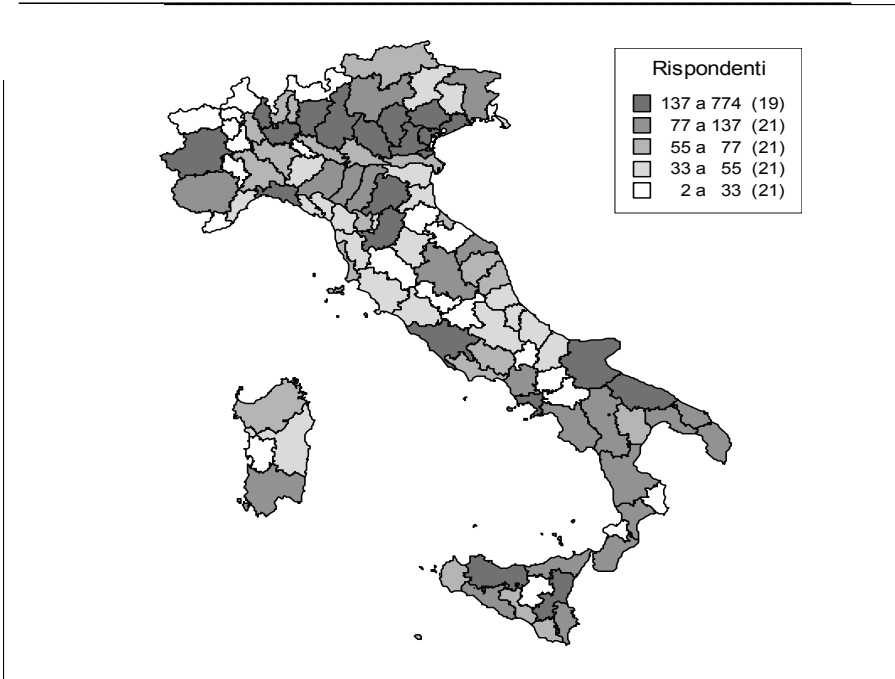 Rispondenti
137 a 774 (19)
77 a 137 (21)
55 a 77 (21)
33 a 55 (21)
2 a 33 (21)